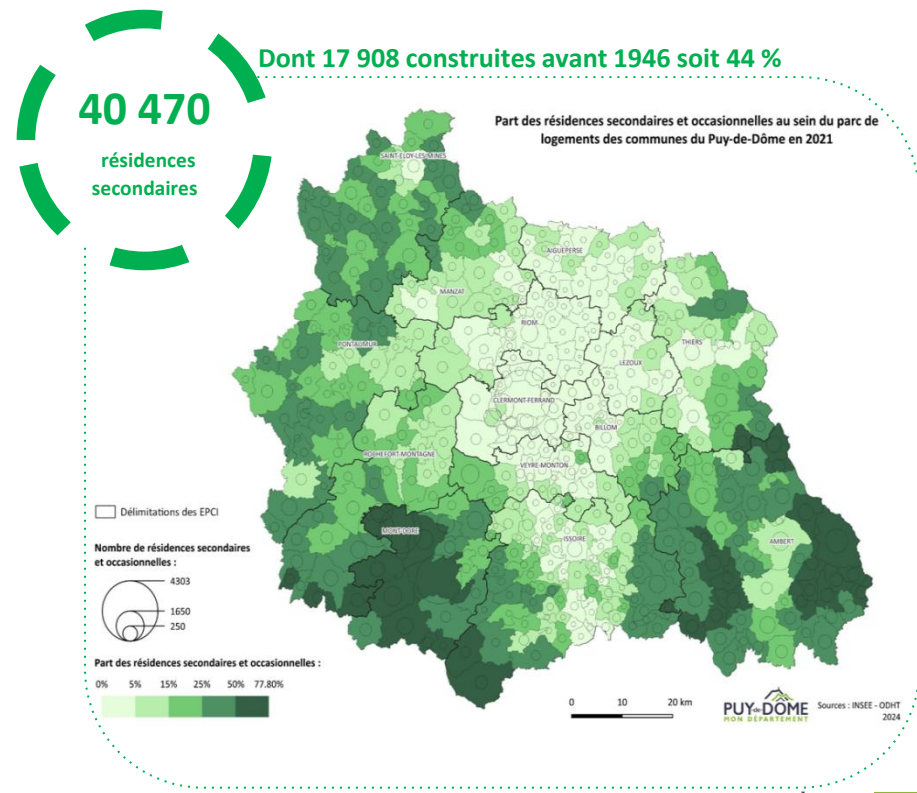 Dont 17 908 construites avant 1946 soit 44 %
40 470
résidences
secondaires
Part des résidences secondaires et occasionnelles au sein du parc de
logements des communes du Puy-de-Dôme en 2021
SAINT-ELOY-LES-MINES
AIGUEPERSE
MANZAT
RIOM
PONTAUMUR
THIERS
LEZOUX
CLERMONT-FERRAND
BILLOM
ROCHEFORT-MONTAGNE
VEYRE-MONTON
MONT-DORE
ISSOIRE
AMBERT
Délimitations des EPCI
Nombre de résidences secondaires
et occasionnelles :
4303
1650
250
Part des résidences secondaires et occasionnelles :
0% 5% 15% 25% 50% 77.80%
0 10 20 km
PUY-de-DÔME
MON DÉPARTEMENT
Sources : INSEE - ODHT
2024